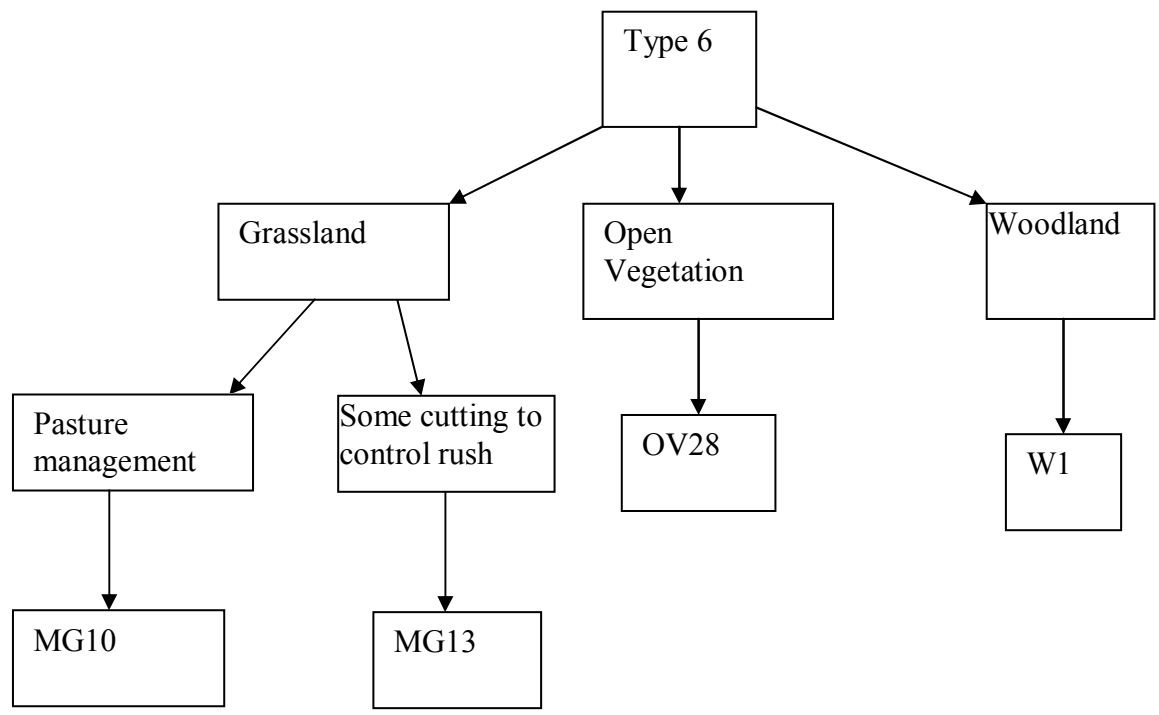 Type 6
Grassland
Open
Vegetation
Woodland
Pasture
management
Some cutting to
control rush
OV28
W1
MG10
MG13